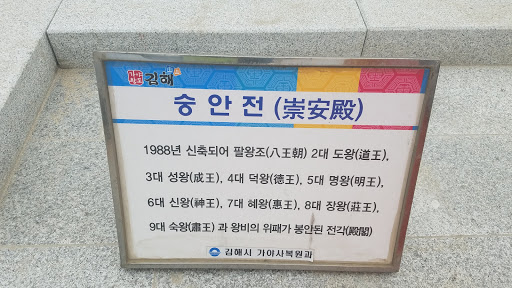 가야왕도 김해
숭안전(崇安殿)
1988년 신축되어 팔왕조(八王朝) 2대 도왕(道王),
3대 성왕(成王), 4대 덕왕(德王), 5대 명왕(明王),
6대 신왕(神王), 7대 혜왕(惠王), 8대 장왕(莊王),
9대 숙왕(肅王) 과 왕비의 위패가 봉안된 전각(殿閣)
김해시 가야사복원과